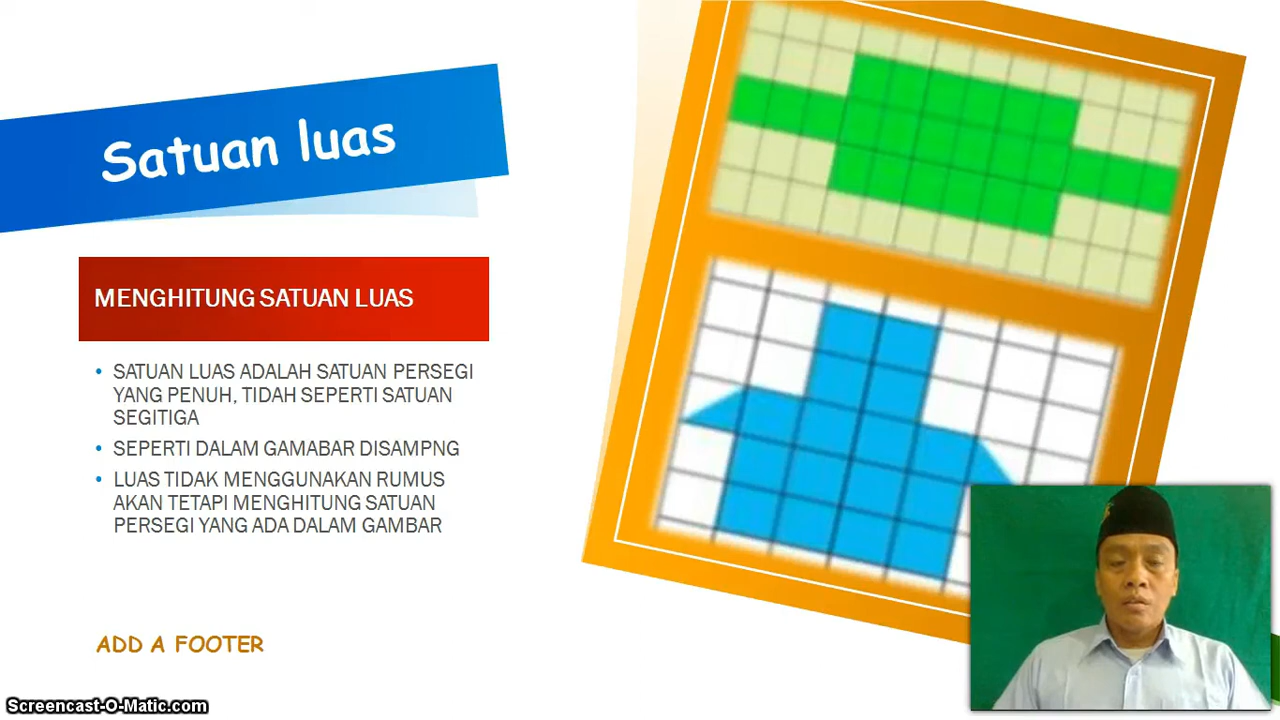 Satuan luas
MENGHITUNG SATUAN LUAS
• SATUAN LUAS ADALAH SATUAN PERSEGI
YANG PENUH, TIDAH SEPERTI SATUAN
SEGITIGA
• SEPERTI DALAM GAMABAR DISAMPNG
• LUAS TIDAK MENGGUNAKAN RUMUS
AKAN TETAPI MENGHITUNG SATUAN
PERSEGI YANG ADA DALAM GAMBAR
ADD A FOOTER
Screencast-O-Matic.com